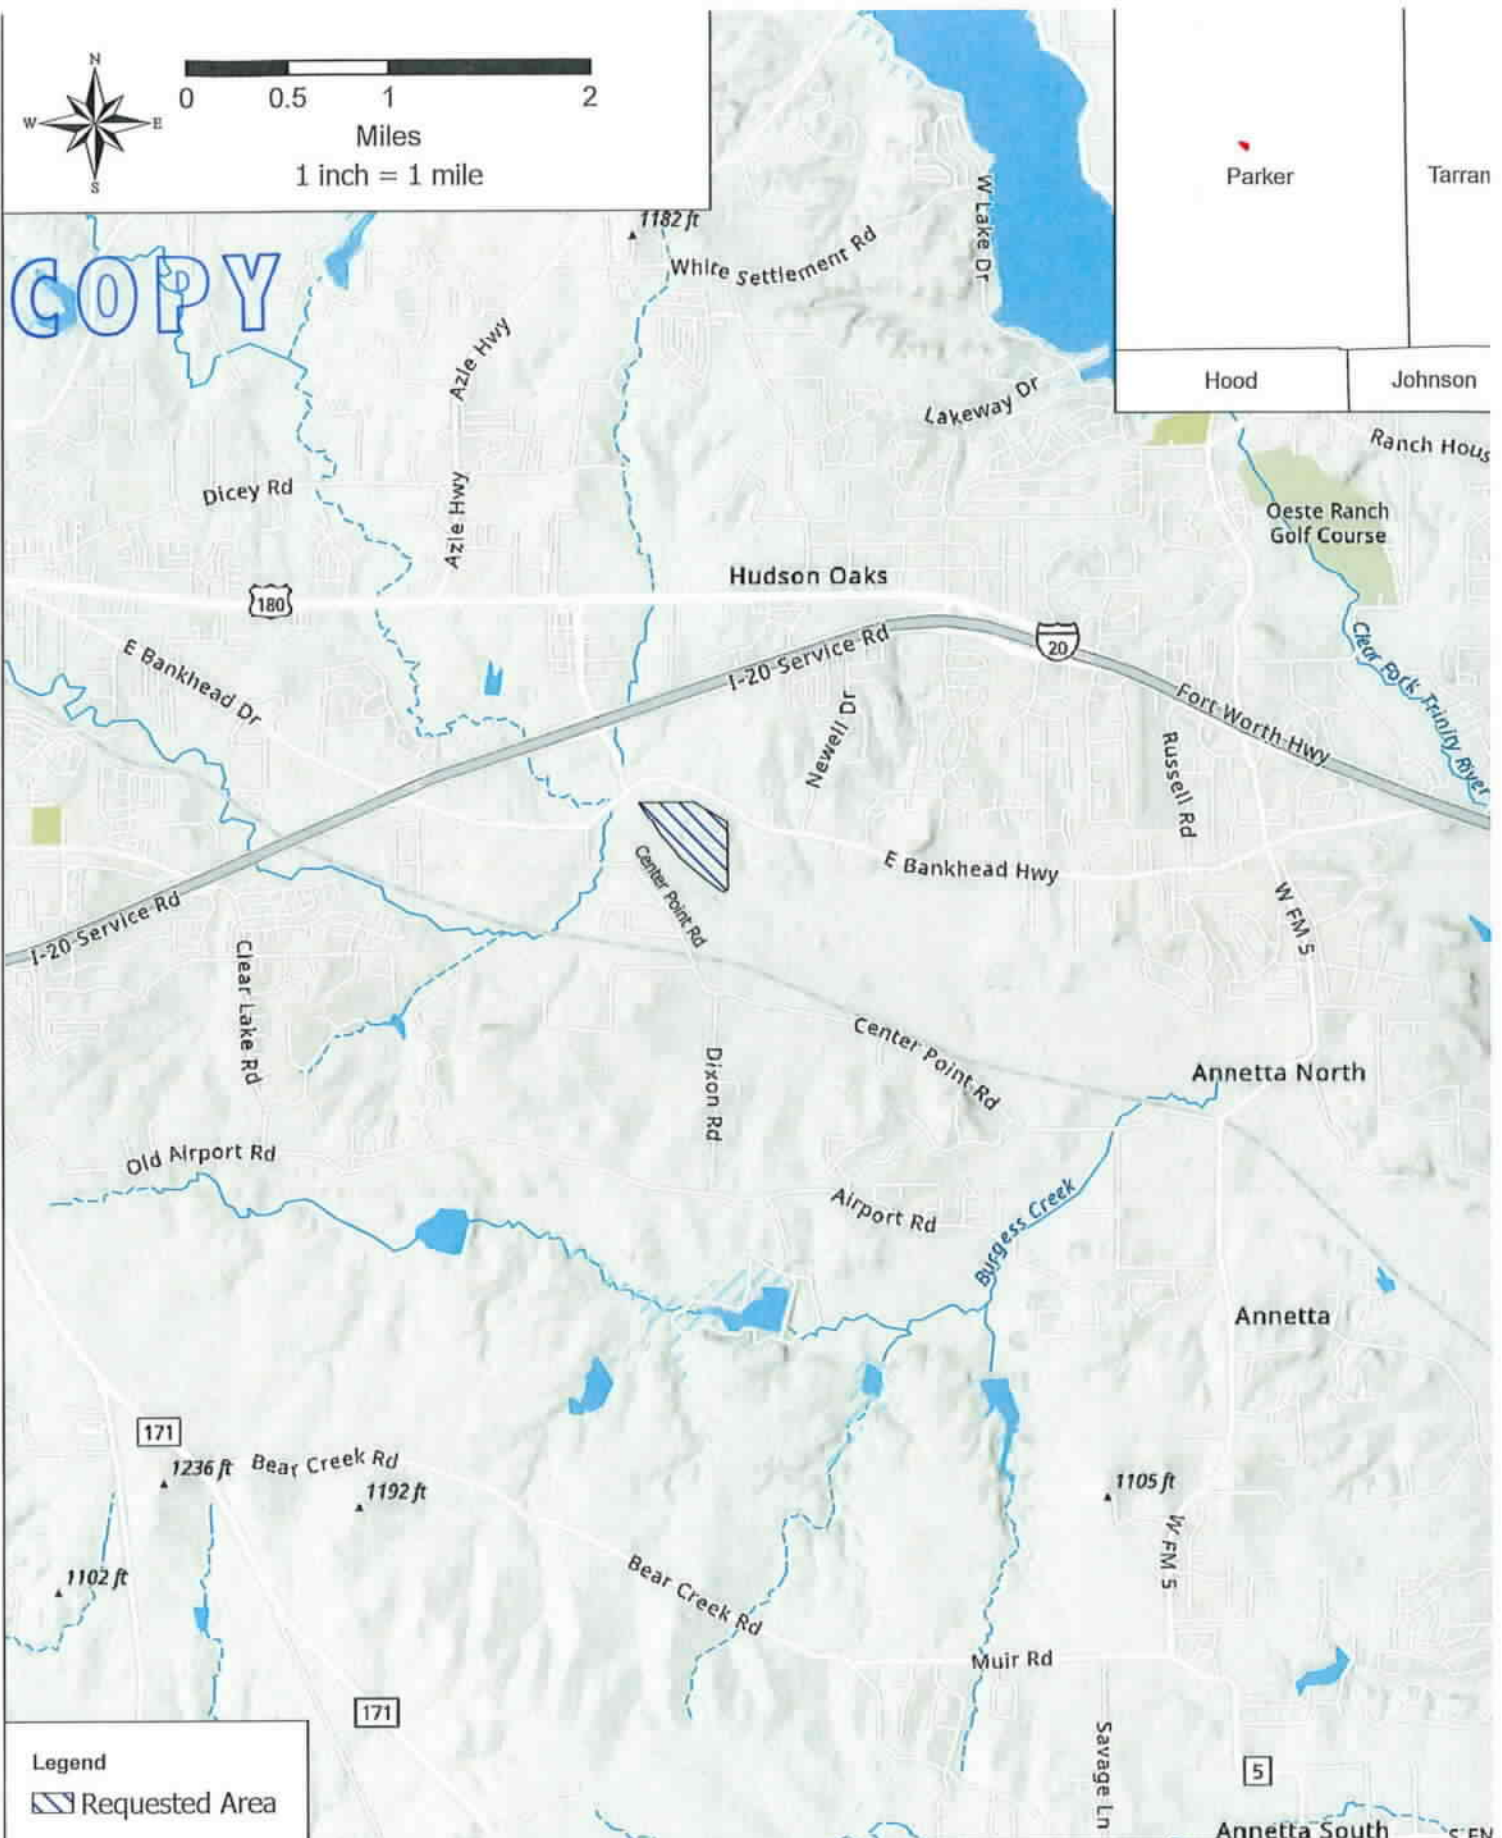 N
W E
S
0 0.5 1 2
Miles
1 inch = 1 mile
Parker
Tarran
Hood
Johnson
COPY
1182 ft
White Settlement Rd
W Lake Dr
Azle Hwy
Lakeway Dr
Ranch Hous
Dicey Rd
Azle Hwy
Oeste Ranch
Golf Course
Hudson Oaks
180
20
I-20 Service Rd
E Bankhead Dr
Clear Fork Trinity River
Fort Worth Hwy
Newell Dr
Russell Rd
Center Point Rd
E Bankhead Hwy
W FM 5
I-20 Service Rd
Clear Lake Rd
Center Point Rd
Dixon Rd
Annetta North
Old Airport Rd
Airport Rd
Burgess Creek
Annetta
171
1236 ft
Bear Creek Rd
1192 ft
1105 ft
W FM 5
1102 ft
Bear Creek Rd
Muir Rd
171
Savage Ln
5
Legend
Requested Area
Annetta South
S FN